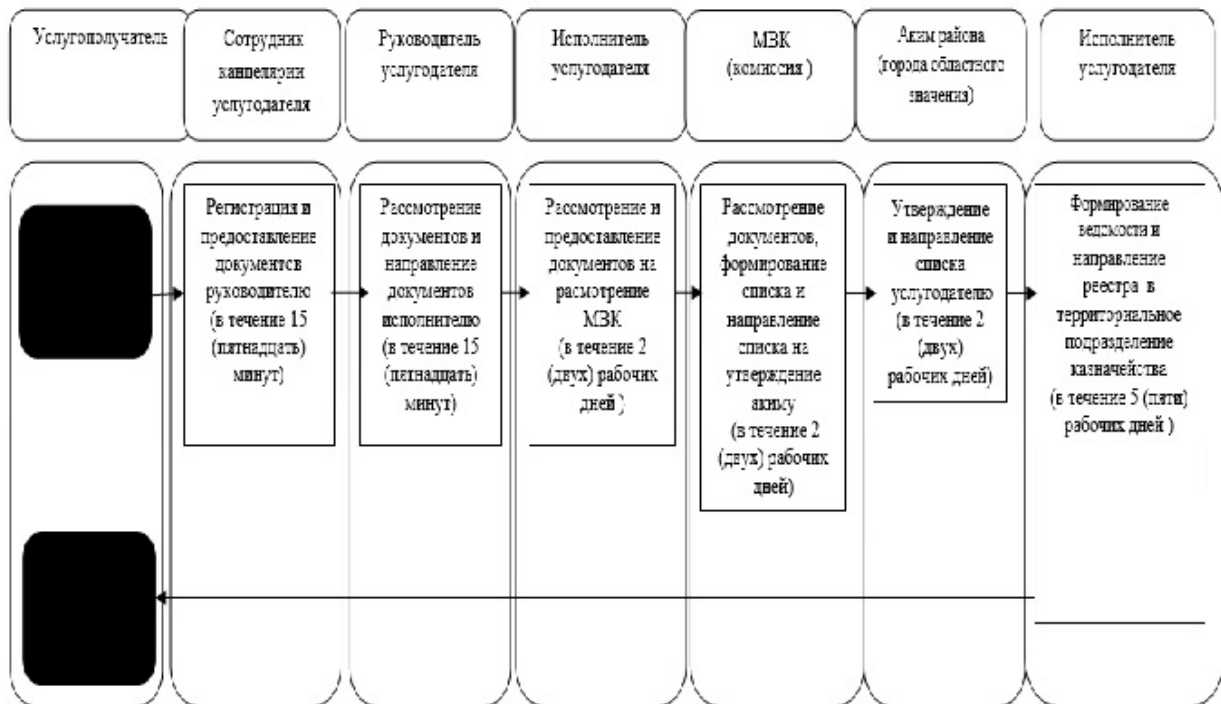 Услугополучатель
Сотрудник
канцелярии
услугодателя
Руководитель
услугодателя
Исполнитель
услугодателя
МВК
(комиссия )
Аким района
(города областного
значения)
Исполнитель
услугодателя
Регистрация и
предоставление
документов
руководителю
(в течение 15
(пятнадцать)
минут)
Рассмотрение
документов и
направление
документов
исполнителю
(в течение 15
(пятнадцать)
минут)
Рассмотрение и
предоставление
документов на
расмотрение
МВК
(в течение 2
(двух) рабочих
дней )
Рассмотрение
документов,
формирование
списка и
направление
списка на
утверждение
акиму
(в течение 2
(двух) рабочих
дней)
Утверждение
и направление
списка
услугодателю
(в течение 2
(двух)
рабочих дней)
Формирование
ведомости и
направление
реестра в
территориальное
подразделение
казначейства
(в течение 5 (пяти)
рабочих дней )